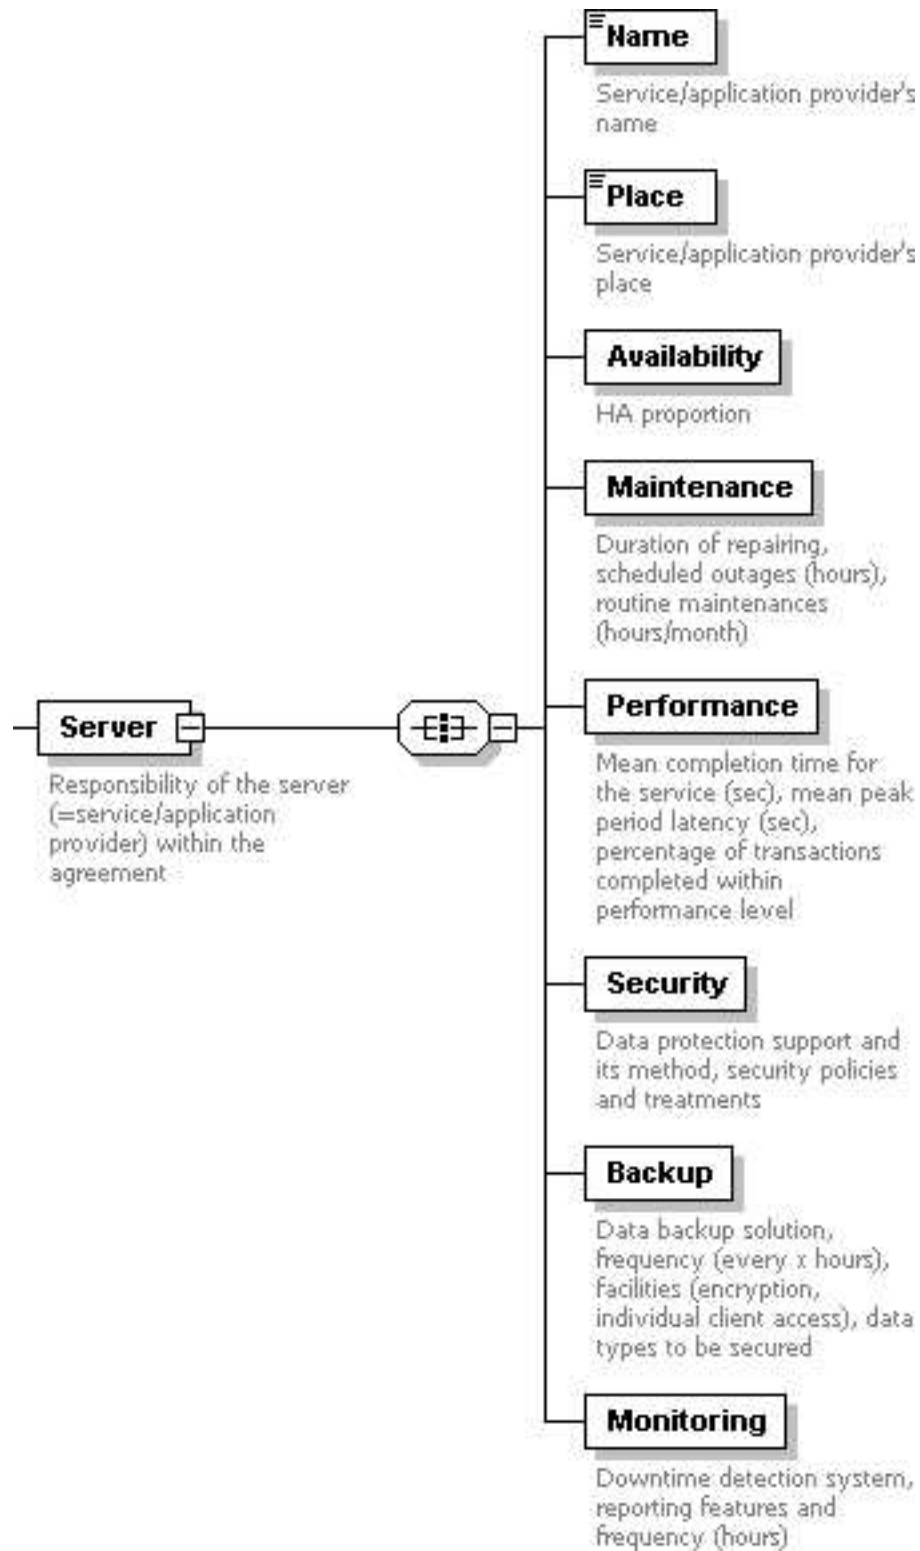 Name
Service/application provider's
name
Place
Service/application provider's
place
Availability
HA proportion
Maintenance
Duration of repairing,
scheduled outages (hours),
routine maintenances
(hours/month)
Server
Responsibility of the server
(=service/application
provider) within the
agreement
Performance
Mean completion time for
the service (sec), mean peak
period latency (sec),
percentage of transactions
completed within
performance level
Security
Data protection support and
its method, security policies
and treatments
Backup
Data backup solution,
frequency (every x hours),
facilities (encryption,
individual client access), data
types to be secured
Monitoring
Downtime detection system,
reporting features and
frequency (hours)